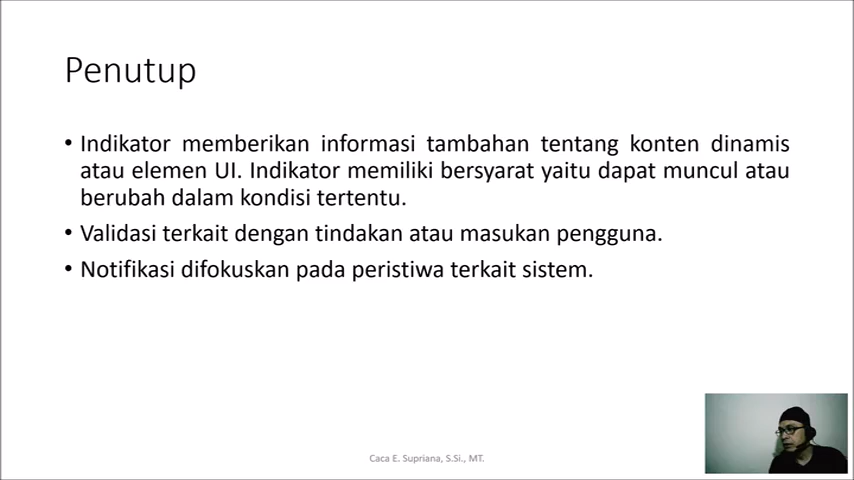 Penutup
• Indikator memberikan informasi tambahan tentang konten dinamis
atau elemen UI. Indikator memiliki bersyarat yaitu dapat muncul atau
berubah dalam kondisi tertentu.
• Validasi terkait dengan tindakan atau masukan pengguna.
• Notifikasi difokuskan pada peristiwa terkait sistem.
Caca E. Supriana, S.Si., MT.